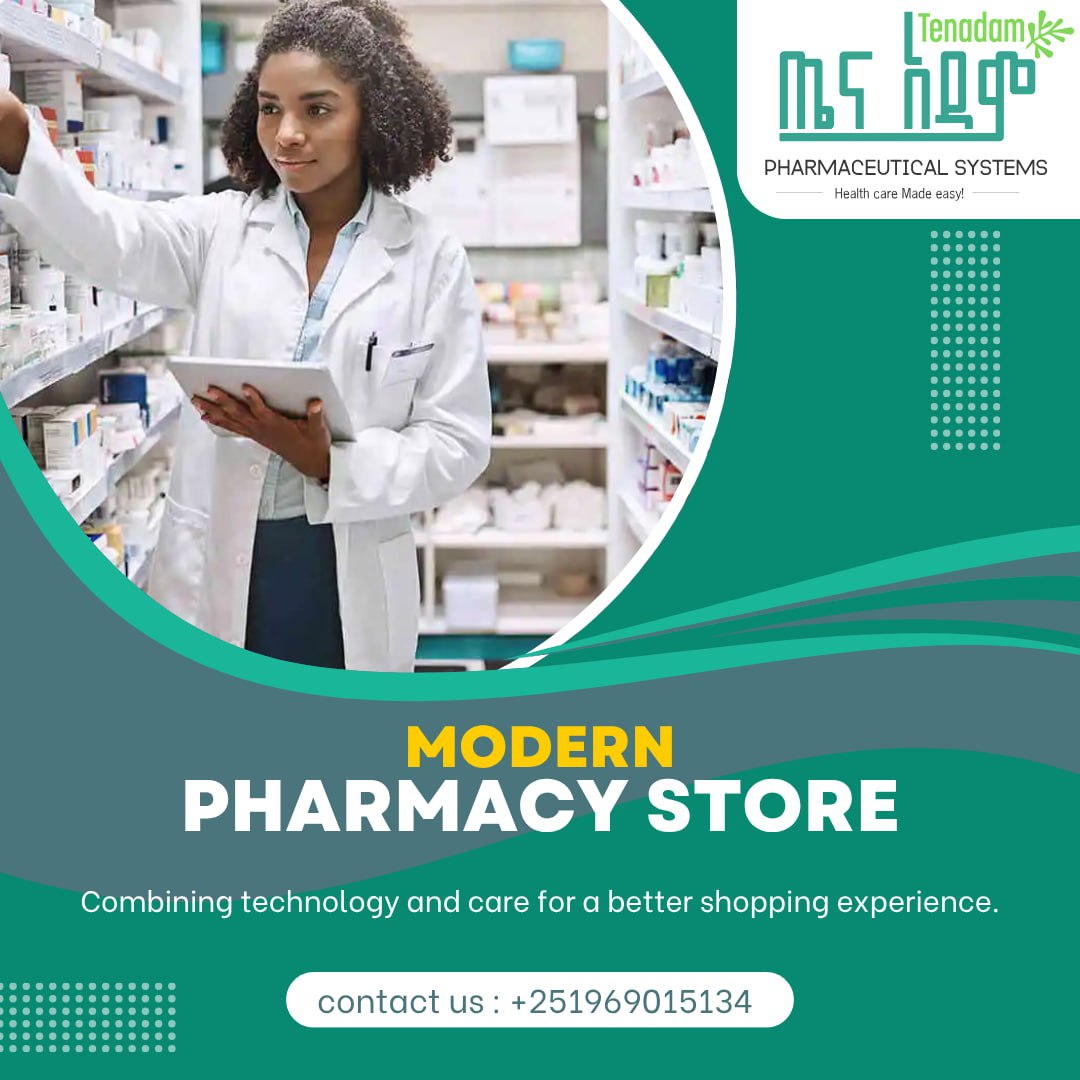 Tenadam
ጤና አዳም
PHARMACEUTICAL SYSTEMS
Health care Made easy!
MODERN
PHARMACY STORE
Combining technology and care for a better shopping experience.
contact us : +251969015134